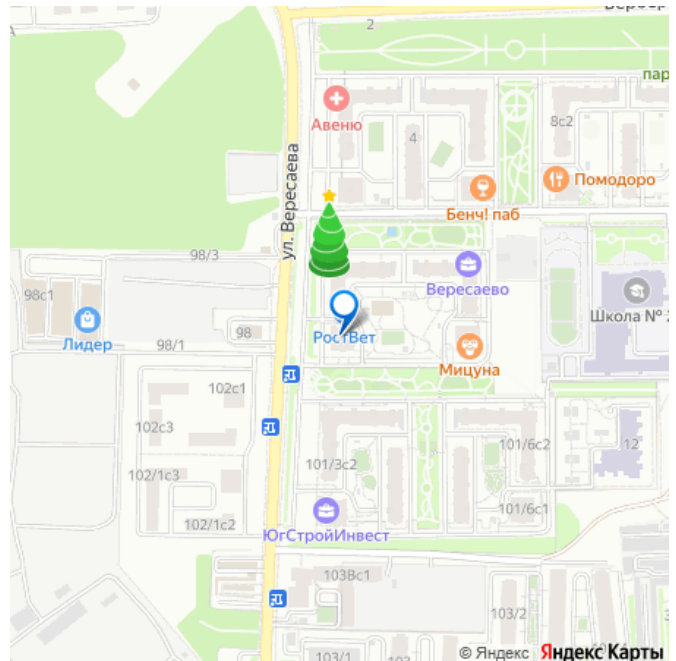 2
пар
Авеню
4
8с2
Помодоро
Бенч! паб
ул. Вересаева
98/3
Вересаево
98с1
Лидер
98
98/1
РостВет
Школа №
Мицуна
102с1
102с3
101/3с2
101/6с2
12
102/1с3
102/1с2
101/6с1
ЮгСтройИнвест
103Вс1
103/2
103/1
© Яндекс Яндекс Карты